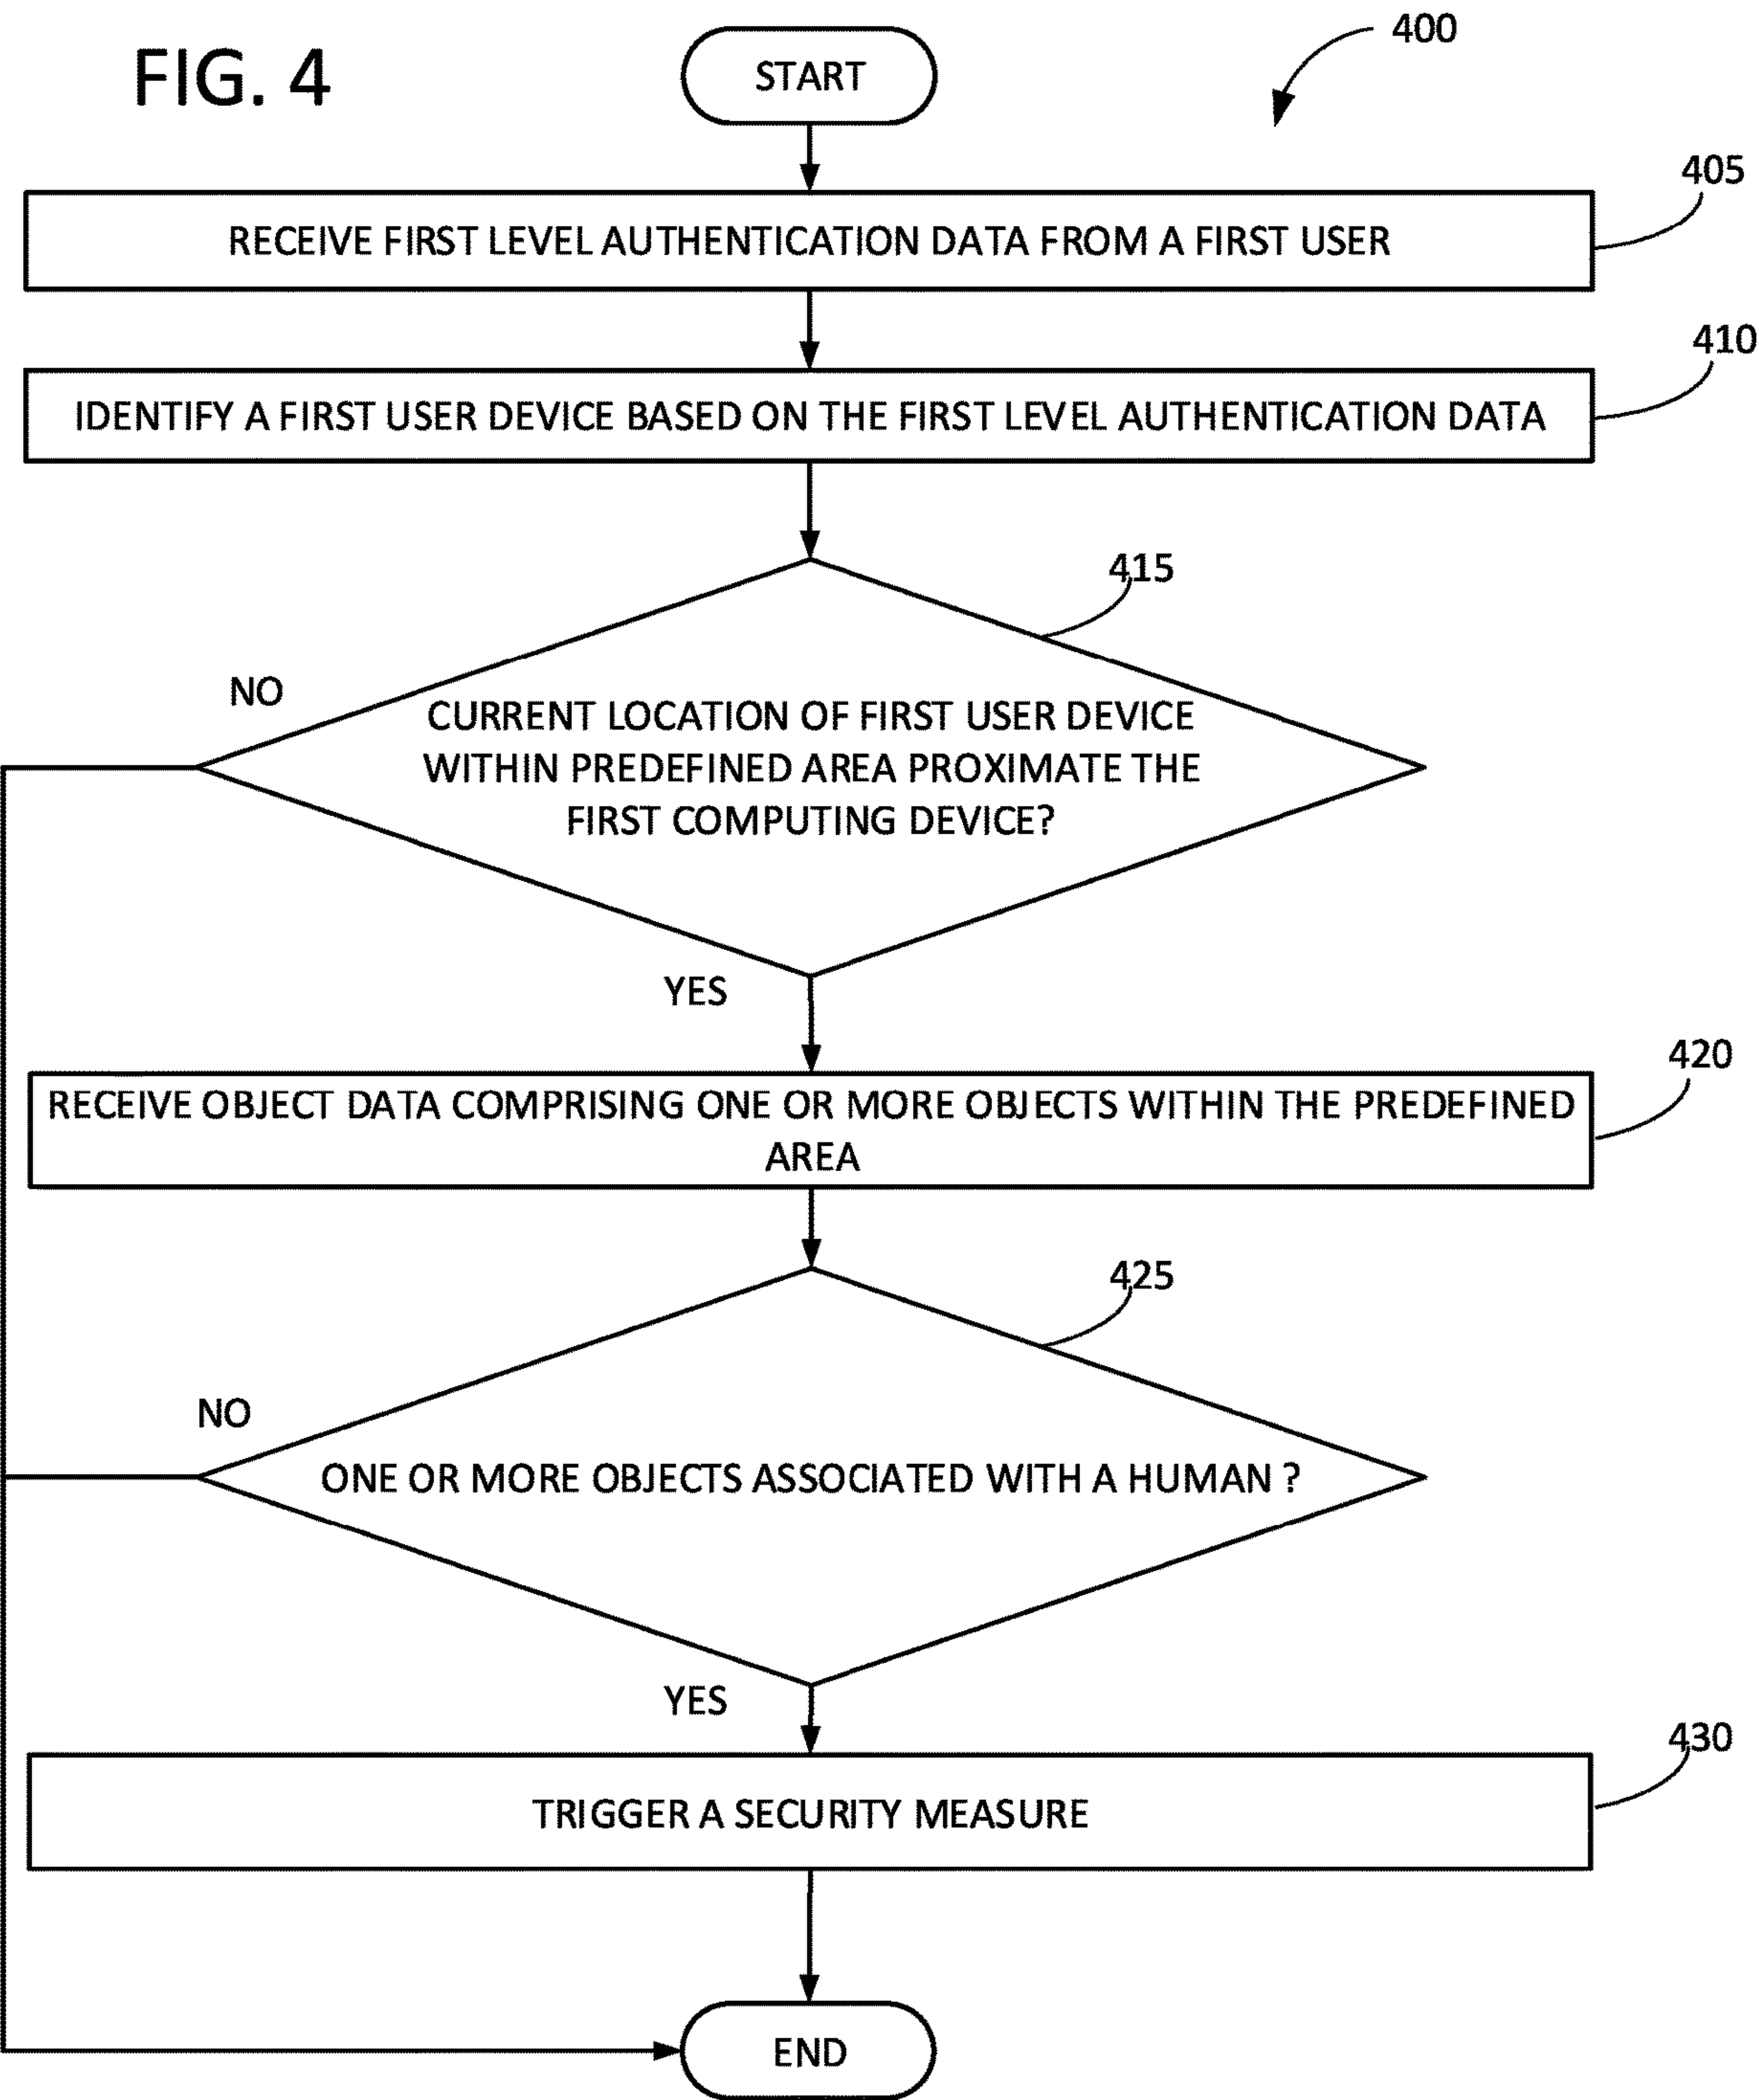 FIG. 4
START
400
405
RECEIVE FIRST LEVEL AUTHENTICATION DATA FROM A FIRST USER
410
IDENTIFY A FIRST USER DEVICE BASED ON THE FIRST LEVEL AUTHENTICATION DATA
415
NO
CURRENT LOCATION OF FIRST USER DEVICE
WITHIN PREDEFINED AREA PROXIMATE THE
FIRST COMPUTING DEVICE?
YES
420
RECEIVE OBJECT DATA COMPRISING ONE OR MORE OBJECTS WITHIN THE PREDEFINED
AREA
425
NO
ONE OR MORE OBJECTS ASSOCIATED WITH A HUMAN ?
YES
430
TRIGGER A SECURITY MEASURE
END